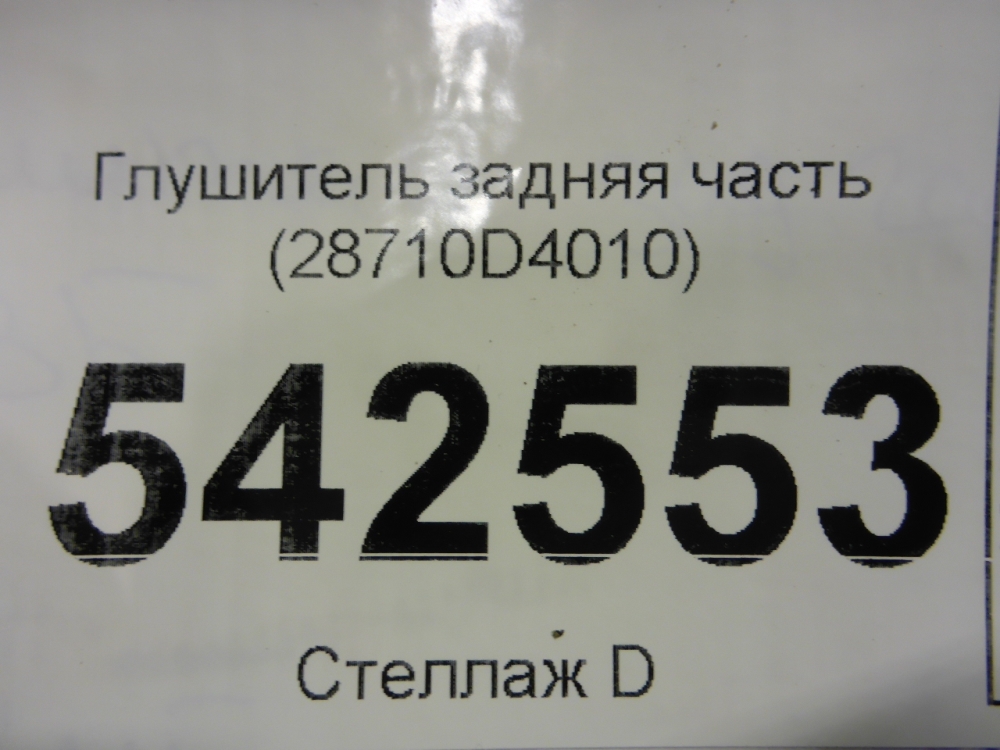 Глушитель задняя часть
(28710D4010)
542553
Стеллаж D